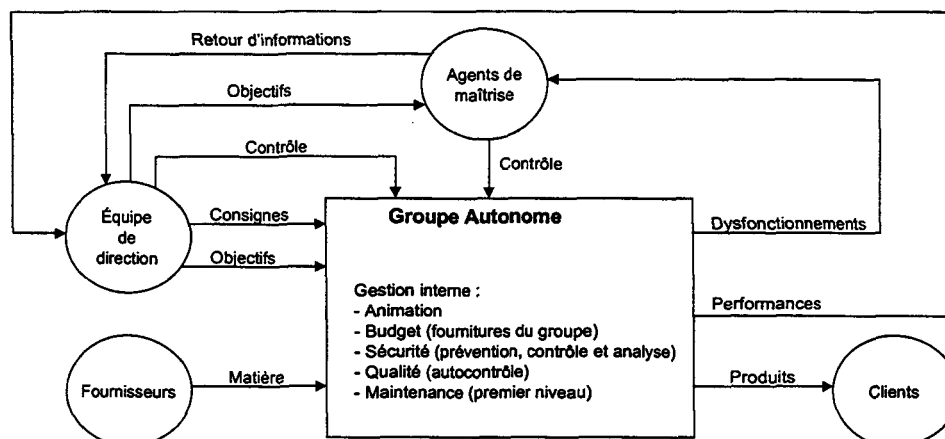 Retour d'informations
Agents de
maîtrise
Objectifs
Contrôle
Contrôle
Équipe
de
direction
Consignes
Objectifs
Groupe Autonome
Dysfonctionnements
Gestion interne :
- Animation
- Budget (fournitures du groupe)
- Sécurité (prévention, contrôle et analyse)
- Qualité (autocontrôle)
- Maintenance (premier niveau)
Performances
Fournisseurs
Matière
Produits
Clients